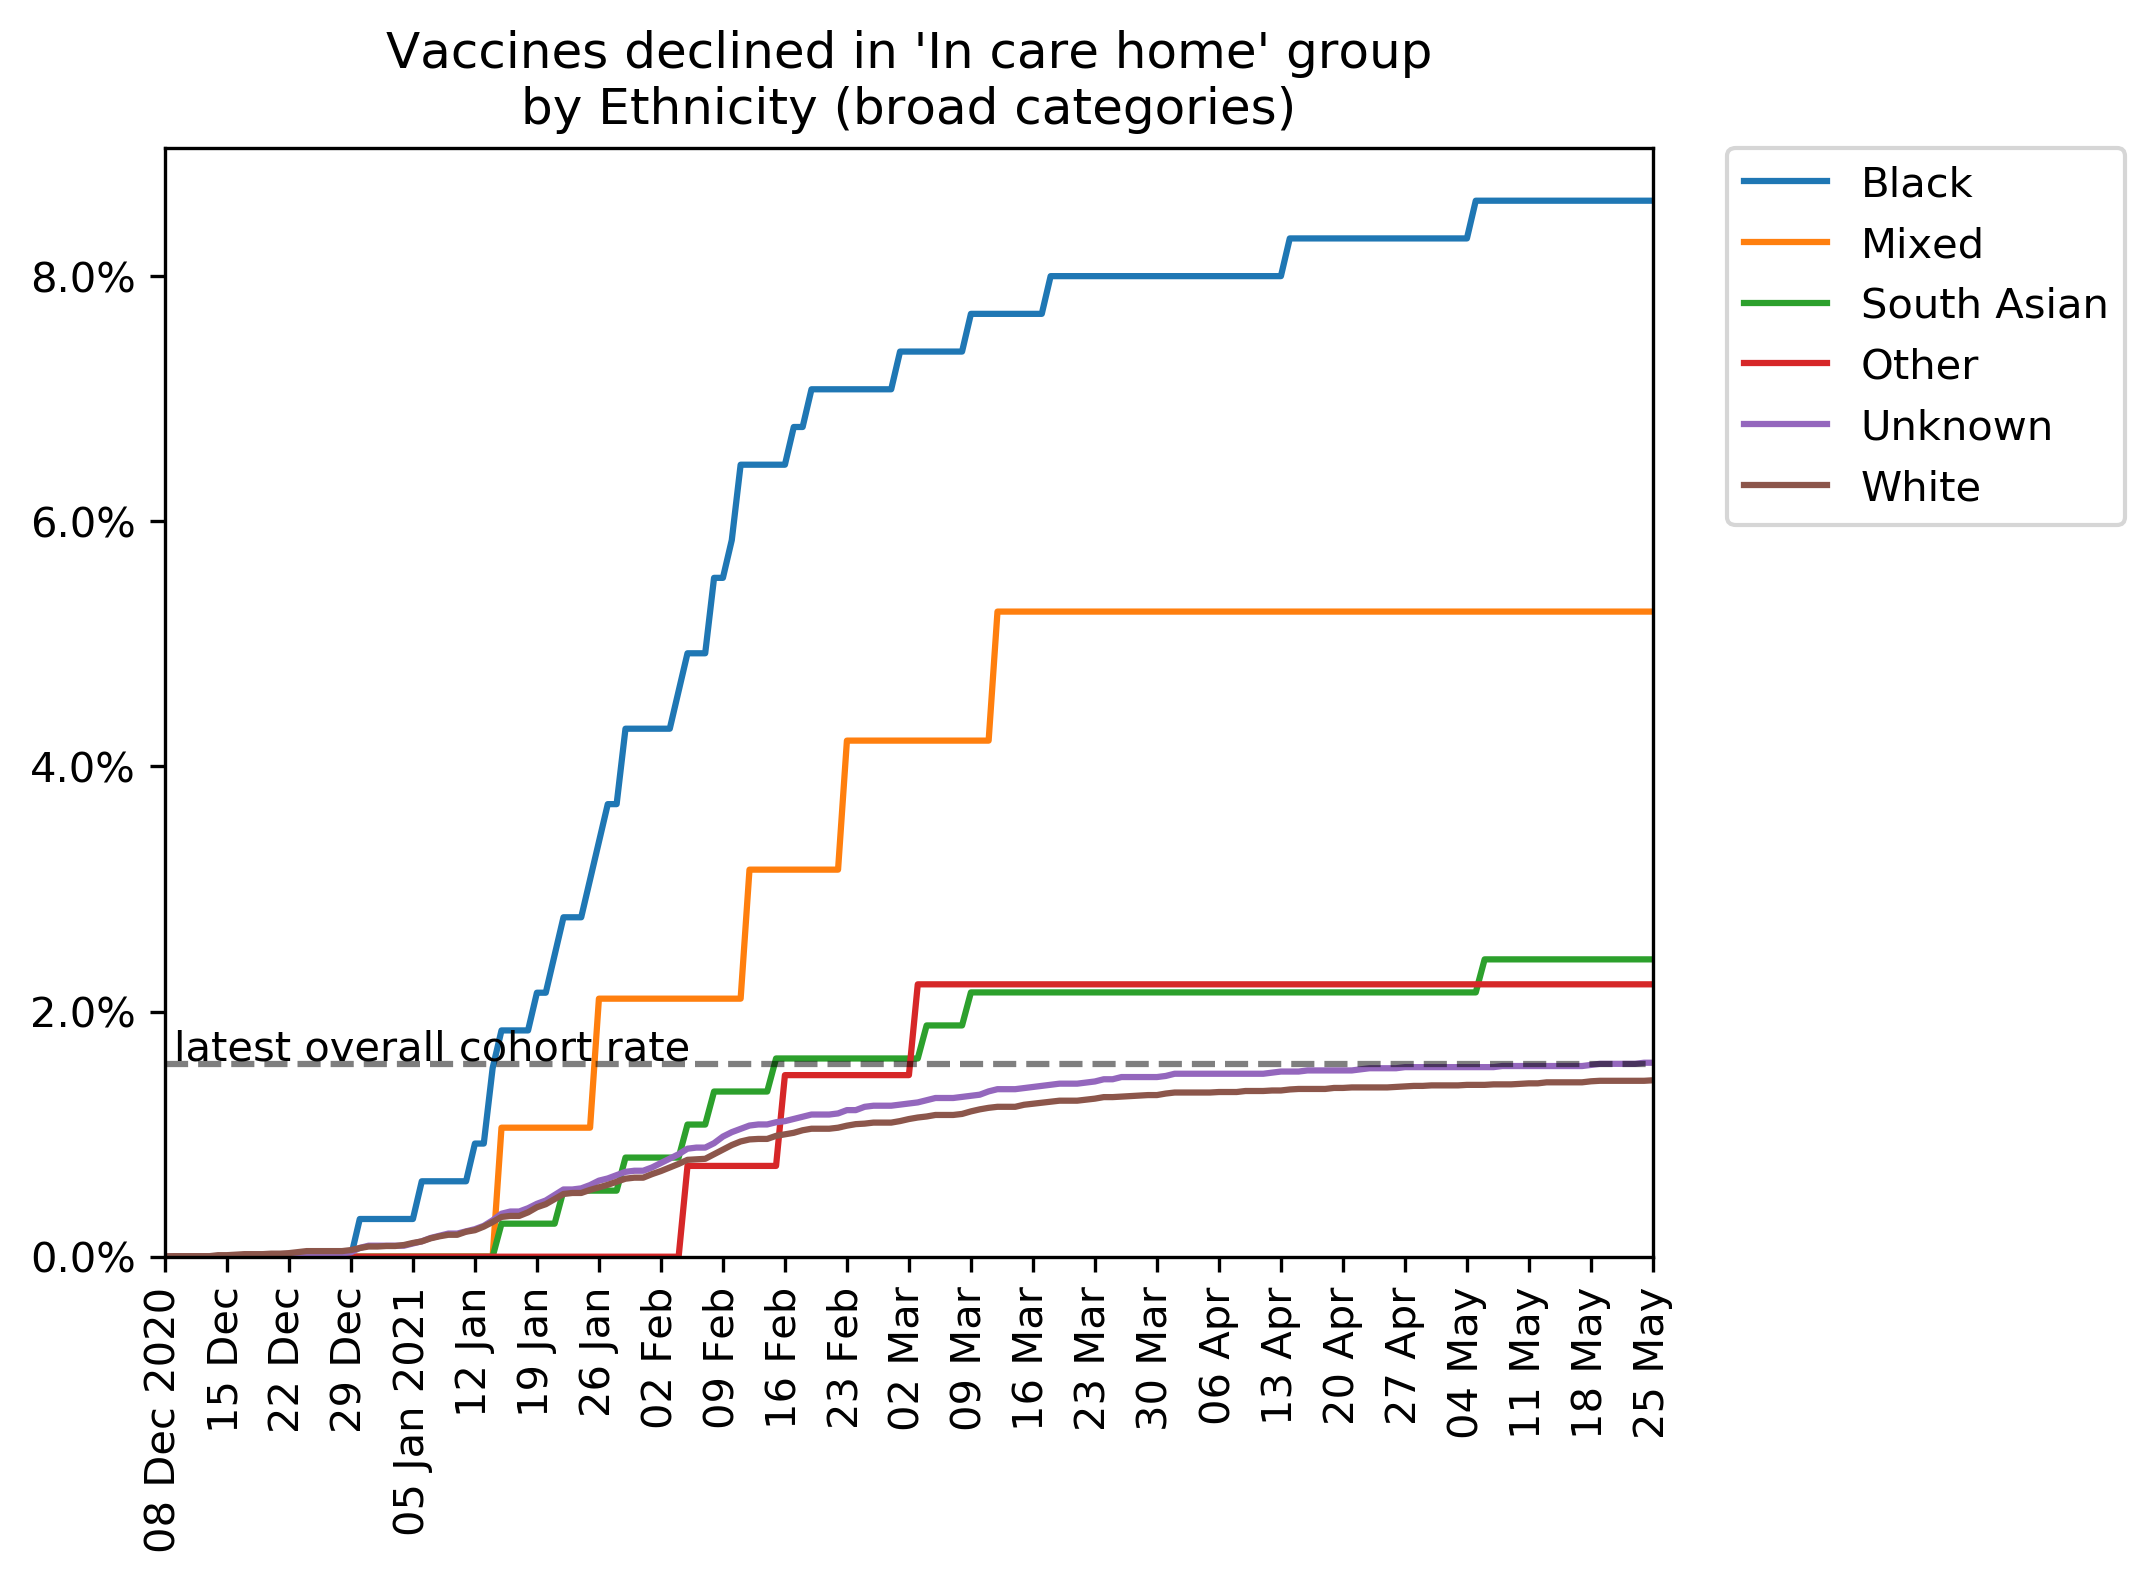 Vaccines declined in 'In care home' group
by Ethnicity (broad categories)
8.0%
6.0%
4.0%
2.0%
0.0%
latest overall cohort rate
Black
Mixed
South Asian
Other
Unknown
White
08 Dec 2020
15 Dec
22 Dec
29 Dec
05 Jan 2021
12 Jan
19 Jan
26 Jan
02 Feb
09 Feb
16 Feb
23 Feb
02 Mar
09 Mar
16 Mar
23 Mar
30 Mar
06 Apr
13 Apr
20 Apr
27 Apr
04 May
11 May
18 May
25 May